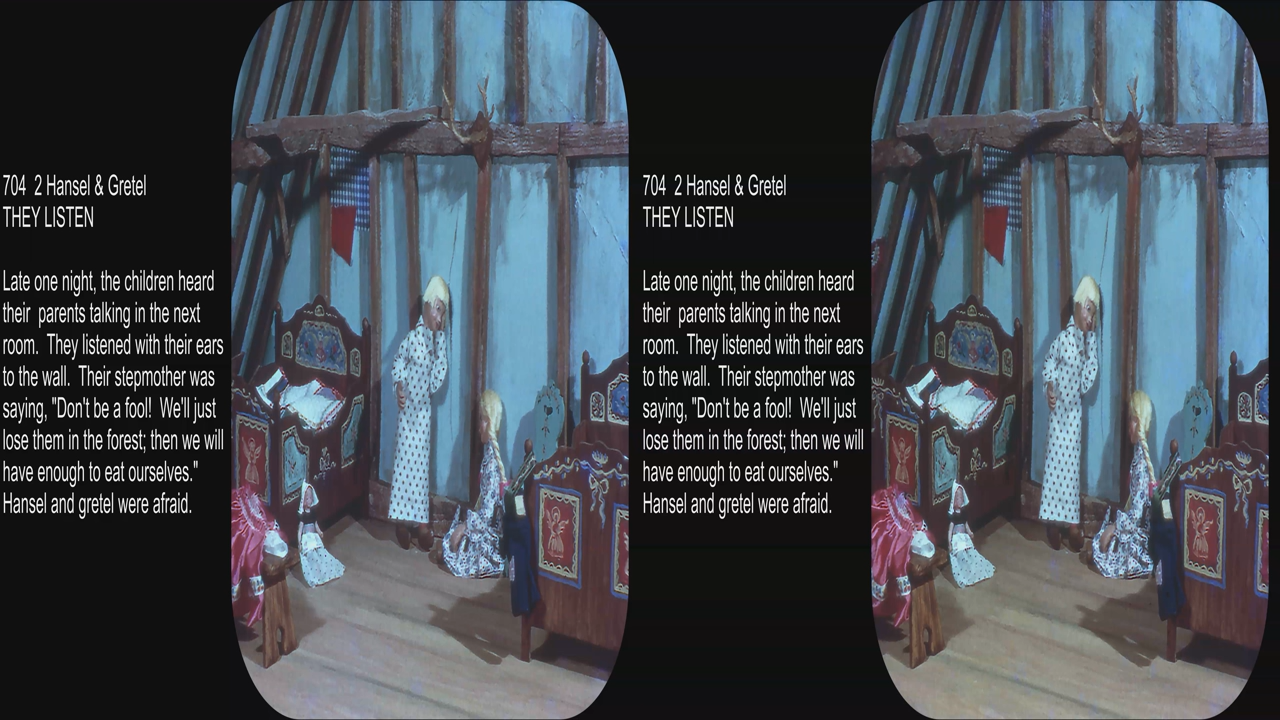 704 2 Hansel & Gretel
THEY LISTEN
Late one night, the children heard
their parents talking in the next
room. They listened with their ears
to the wall. Their stepmother was
saying, "Don't be a fool! We'll just
lose them in the forest; then we will
have enough to eat ourselves."
Hansel and gretel were afraid.
704 2 Hansel & Gretel
THEY LISTEN
Late one night, the children heard
their parents talking in the next
room. They listened with their ears
to the wall. Their stepmother was
saying, "Don't be a fool! We'll just
lose them in the forest; then we will
have enough to eat ourselves."
Hansel and gretel were afraid.